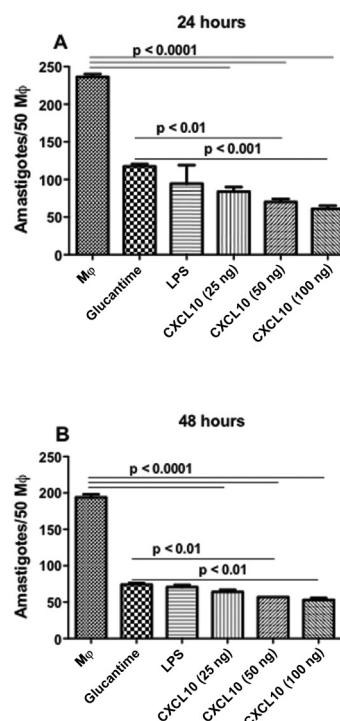 24 hours
A
p < 0.0001
p < 0.01
p < 0.001
Amastigotes/50 Mϕ
250
200
150
100
50
0
Mφ
Glucantime
LPS
CXCL10 (25 ng)
CXCL10 (50 ng)
CXCL10 (100 ng)
48 hours
B
p < 0.0001
p < 0.01
p < 0.01
Amastigotes/50 Mϕ
250
200
150
100
50
0
Mφ
Glucantime
LPS
CXCL10 (25 ng)
CXCL10 (50 ng)
CXCL10 (100 ng)